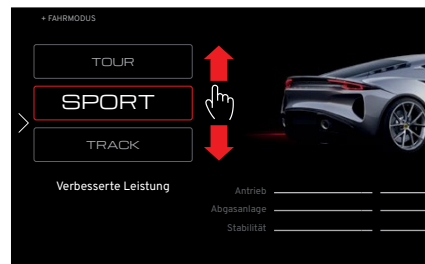 + FAHRMODUS
TOUR
SPORT
TRACK
Verbesserte Leistung
Antrieb
Abgasanlage
Stabilität